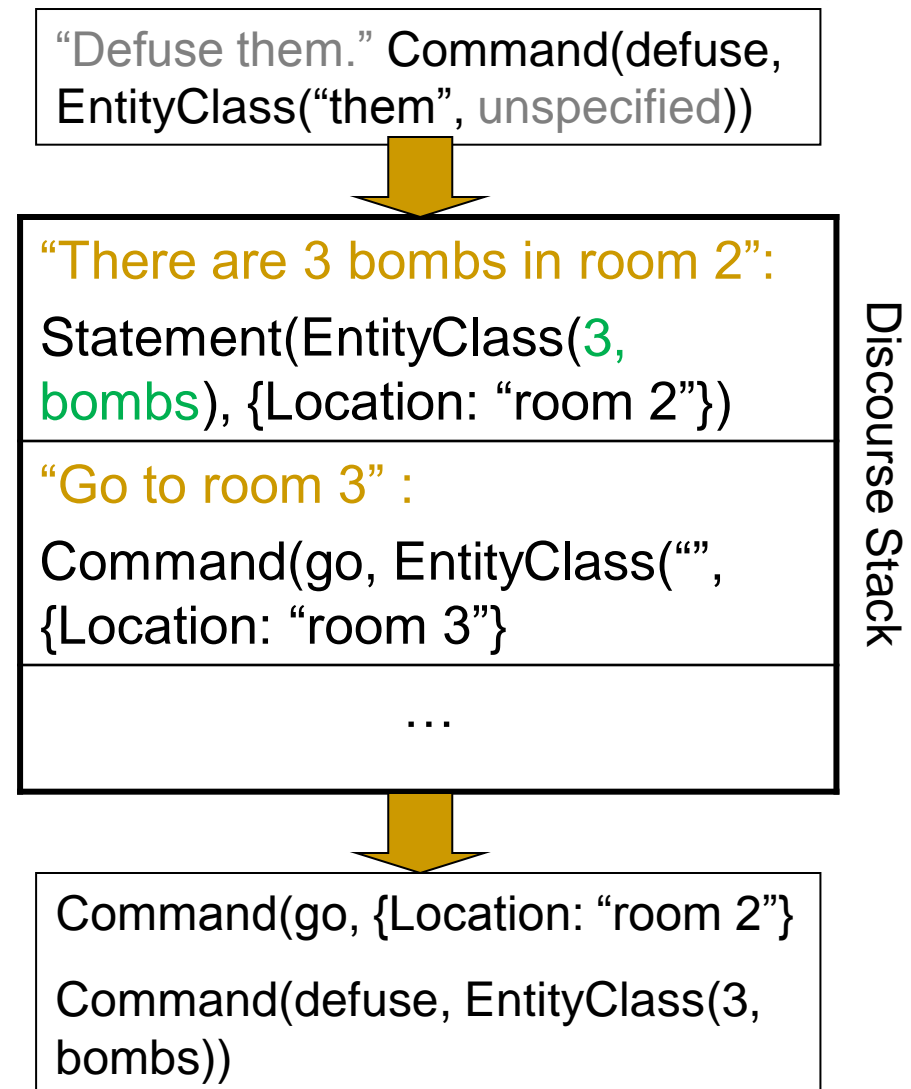 “Defuse them.” Command(defuse,
EntityClass(“them”, unspecified))
“There are 3 bombs in room 2”:
Statement(EntityClass(3,
bombs), {Location: “room 2”})
“Go to room 3” :
Command(go, EntityClass(“”,
{Location: “room 3”}
…
Discourse Stack
Command(go, {Location: “room 2”}
Command(defuse, EntityClass(3,
bombs))